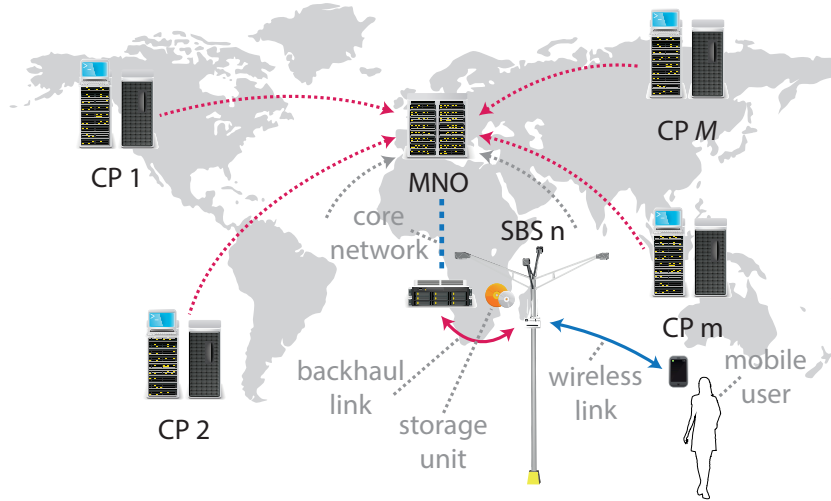 CP 1
CP M
MNO
core
network
SBS n
CP m
backhaul
link
storage
unit
wireless
link
mobile
user
CP 2